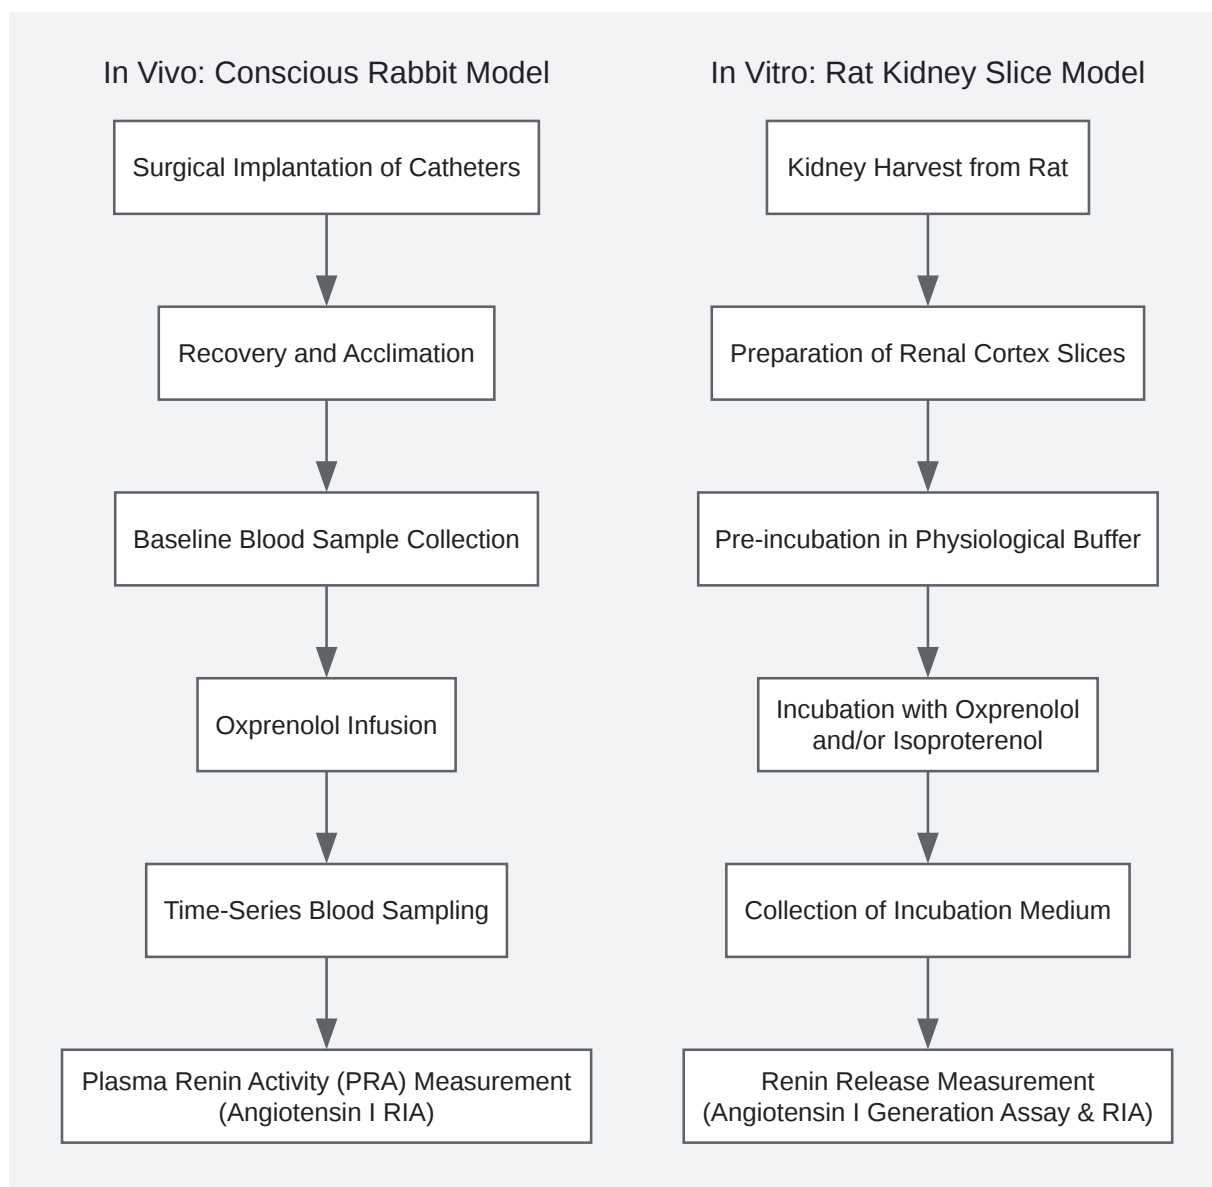 In Vivo: Conscious Rabbit Model
Surgical Implantation of Catheters
Recovery and Acclimation
Baseline Blood Sample Collection
Oxprenolol Infusion
Time-Series Blood Sampling
Plasma Renin Activity (PRA) Measurement
(Angiotensin I RIA)
In Vitro: Rat Kidney Slice Model
Kidney Harvest from Rat
Preparation of Renal Cortex Slices
Pre-incubation in Physiological Buffer
Incubation with Oxprenolol
and/or Isoproterenol
Collection of Incubation Medium
Renin Release Measurement
(Angiotensin I Generation Assay & RIA)